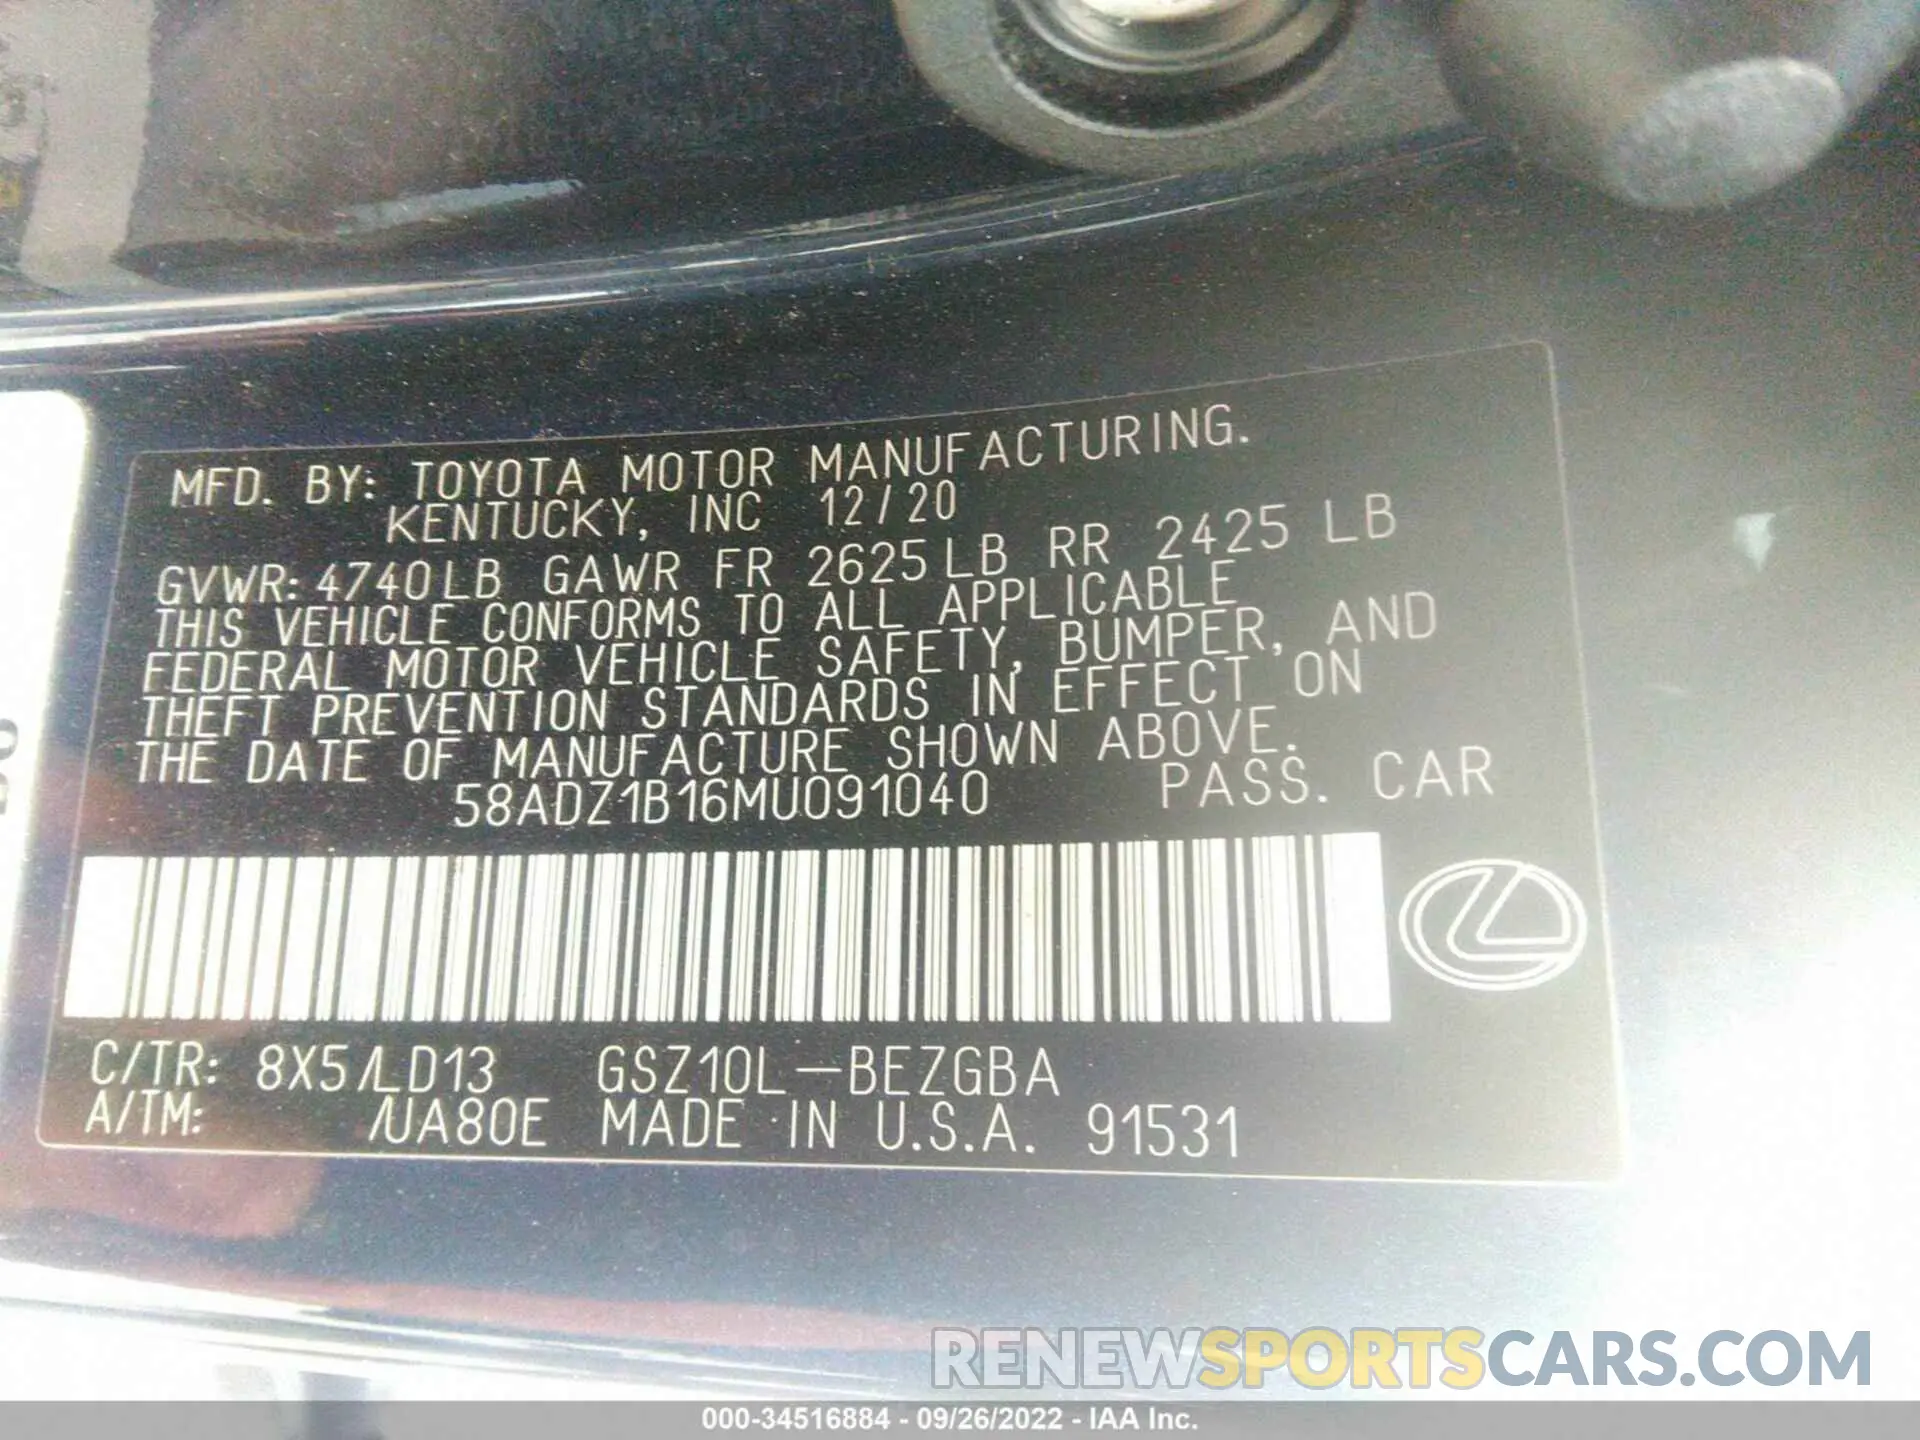 MFD. BY: TOYOTA MOTOR MANUFACTURING.
KENTUCKY, INC 12/20
GVWR: 4740LB GAWR FR 2625LB RR 2425 LB
THIS VEHICLE CONFORMS TO ALL APPLICABLE
FEDERAL MOTOR VEHICLE SAFETY, BUMPER, AND
THEFT PREVENTION STANDARDS IN EFFECT ON
THE DATE OF MANUFACTURE SHOWN ABOVE.
58ADZ1B16MU091040 PASS. CAR
C/TR: 8X5/LD13 GSZ10L-BEZGBA
A/TM: /UA80E MADE IN U.S.A. 91531
RENEWSPORTSCARS.COM
000-34516884 - 09/26/2022 - IAA Inc.